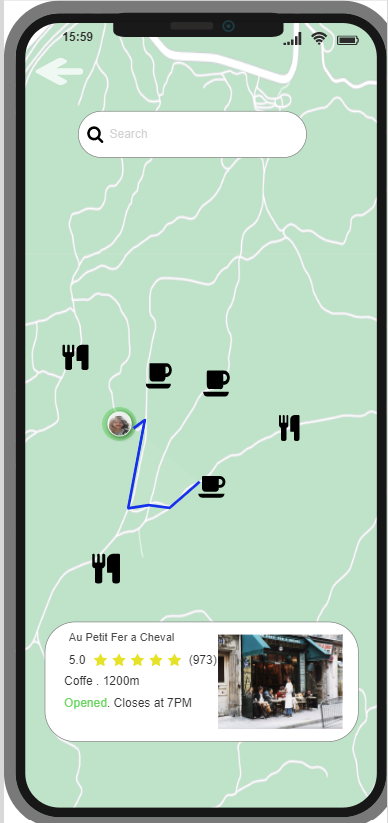 15:59
Search
Au Petit Fer a Cheval
5.0 (973)
Coffe . 1200m
Opened. Closes at 7PM